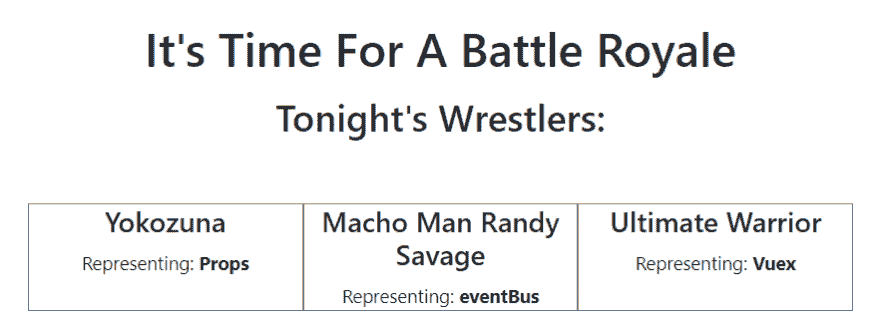 It's Time For A Battle Royale
Tonight's Wrestlers:
Yokozuna
Representing: Props
Macho Man Randy
Savage
Representing: eventBus
Ultimate Warrior
Representing: Vuex